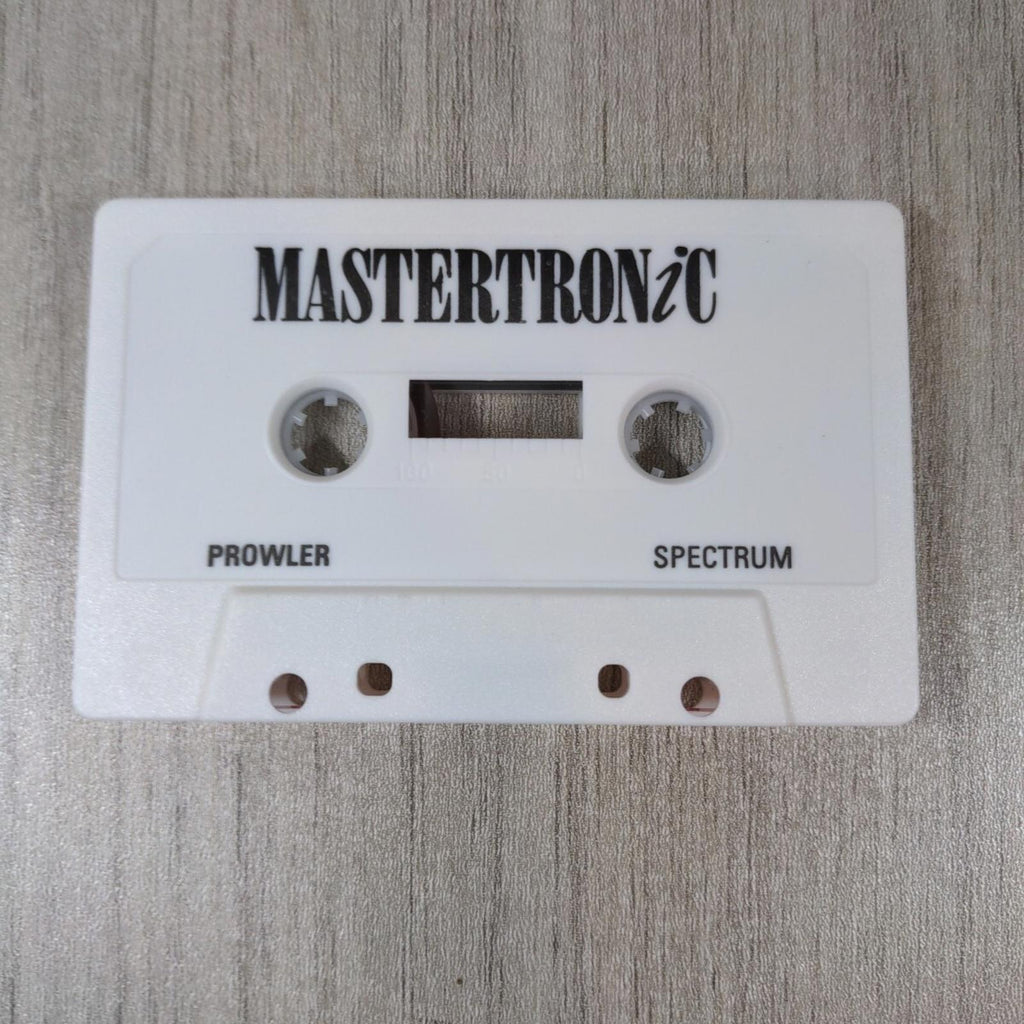 MASTERTRONiC
100 50 0
PROWLER SPECTRUM